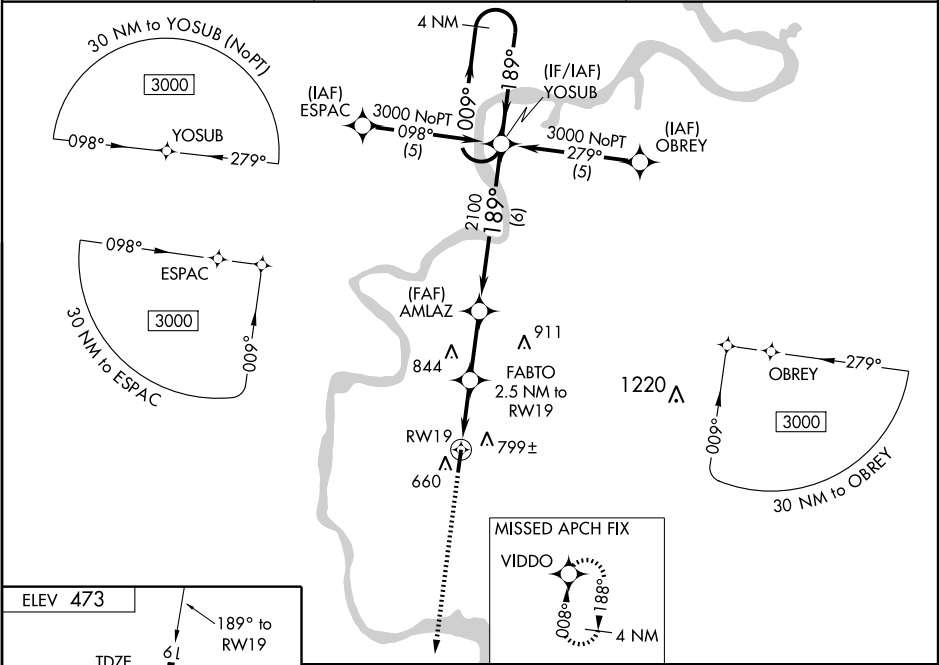 30 NM to YOSUB (NoPT)
3000
098°
YOSUB
279°
4 NM
009°
189°
(IF/IAF)
YOSUB
(IAF)
ESPAC
3000 NoPT
098°
(5)
3000 NoPT
279°
(5)
(IAF)
OBREY
2100
189°
(6)
098°
ESPAC
3000
009°
30 NM to ESPAC
(FAF)
AMLAZ
911
844
FABTO
2.5 NM to
RW19
RW19
799±
660
1220
279°
OBREY
3000
009°
30 NM to OBREY
MISSED APCH FIX
VIDDO
008°
188°
4 NM
ELEV 473
189° to
RW19
TDZE
19